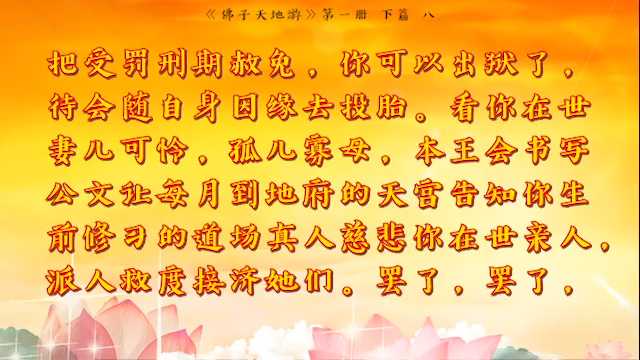 《佛子天地游》第一册 下篇 八
把受罚刑期赦免，你可以出狱了，
待会随自身因缘去投胎。看你在世
妻儿可怜，孤儿寡母，本王会书写
公文让每月到地府的天宫告知你生
前修习的道场真人慈悲你在世亲人，
派人救度接济她们。罢了，罢了，